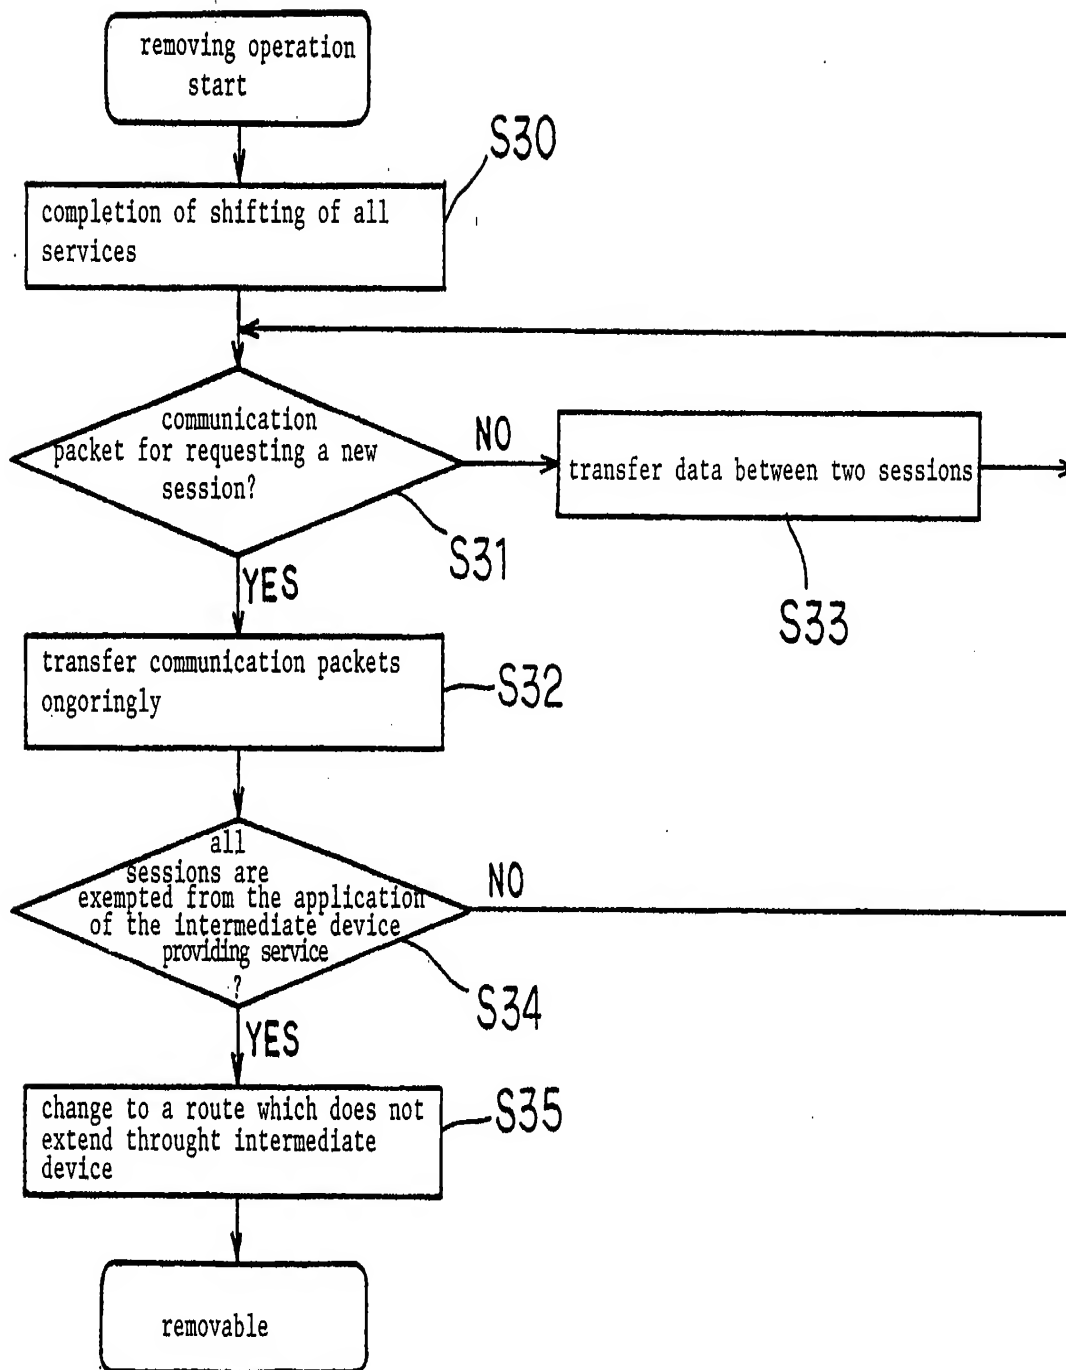 removing operation
start
S30
completion of shifting of all
services
communication
packet for requesting a new
session?
NO
transfer data between two sessions
S31
S33
YES
transfer communication packets
ongoringly
S32
all
sessions are
exempted from the application
of the intermediate device
providing service
?
NO
S34
YES
change to a route which does not
extend throught intermediate
device
S35
removable